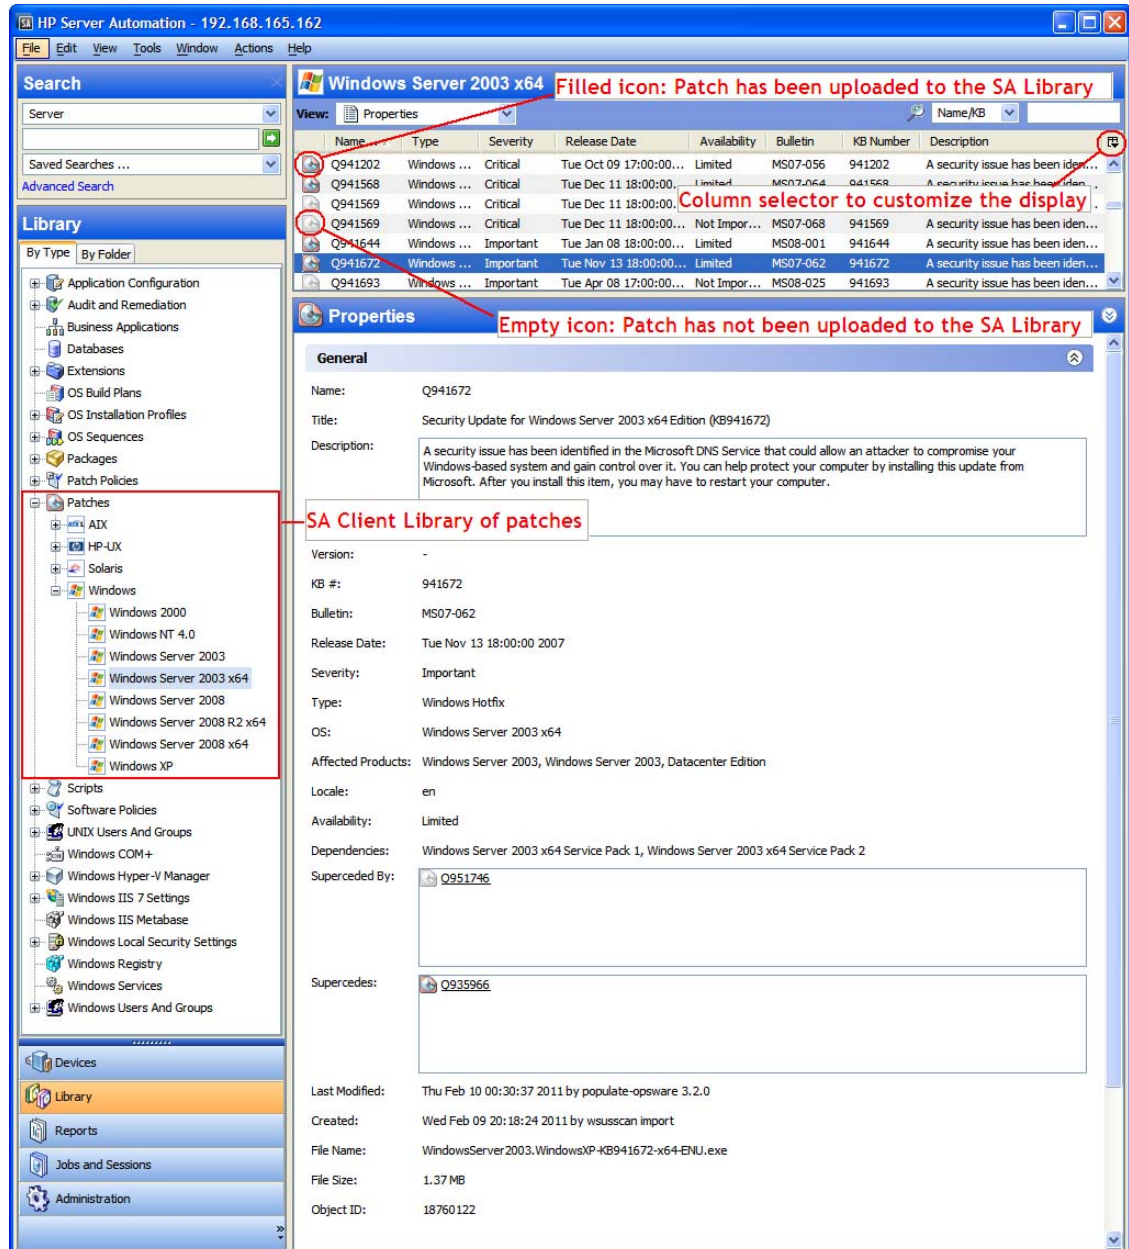 HP Server Automation - 192.168.165.162
File Edit View Tools Window Actions Help
Search
Server
Saved Searches ...
Advanced Search
Library
By Type By Folder
Application Configuration
Audit and Remediation
Business Applications
Databases
Extensions
OS Build Plans
OS Installation Profiles
OS Sequences
Packages
Patch Policies
Patches
AIX
HP-UX
Solaris
Windows
Windows 2000
Windows NT 4.0
Windows Server 2003
Windows Server 2003 x64
Windows Server 2008
Windows Server 2008 R2 x64
Windows Server 2008 x64
Windows XP
Scripts
Software Policies
UNIX Users And Groups
Windows COM+
Windows Hyper-V Manager
Windows IIS 7 Settings
Windows IIS Metabase
Windows Local Security Settings
Windows Registry
Windows Services
Windows Users And Groups
Devices
Library
Reports
Jobs and Sessions
Administration
Windows Server 2003 x64
Filled icon: Patch has been uploaded to the SA Library
View: Properties Name/KB
Name Type Severity Release Date Availability Bulletin KB Number Description
Q941202 Windows ... Critical Tue Oct 09 17:00:00... Limited MS07-056 941202 A security issue has been iden...
Q941568 Windows ... Critical Tue Dec 11 18:00:00... Limited MS07-064 941568 A security issue has been iden...
Q941569 Windows ... Critical Tue Dec 11 18:00:00...
Column selector to customize the display
Q941569 Windows ... Critical Tue Dec 11 18:00:00... Not Impor... MS07-068 941569 A security issue has been iden...
Q941644 Windows ... Important Tue Jan 08 18:00:00... Limited MS08-001 941644 A security issue has been iden...
Q941672 Windows ... Important Tue Nov 13 18:00:00... Limited MS07-062 941672 A security issue has been iden...
Q941693 Windows ... Important Tue Apr 08 17:00:00... Not Impor... MS08-025 941693 A security issue has been iden...
Properties
Empty icon: Patch has not been uploaded to the SA Library
General
Name: Q941672
Title: Security Update for Windows Server 2003 x64 Edition (KB941672)
Description: A security issue has been identified in the Microsoft DNS Service that could allow an attacker to compromise your
Windows-based system and gain control over it. You can help protect your computer by installing this update from
Microsoft. After you install this item, you may have to restart your computer.
SA Client Library of patches
Version: -
KB #: 941672
Bulletin: MS07-062
Release Date: Tue Nov 13 18:00:00 2007
Severity: Important
Type: Windows Hotfix
OS: Windows Server 2003 x64
Affected Products: Windows Server 2003, Windows Server 2003, Datacenter Edition
Locale: en
Availability: Limited
Dependencies: Windows Server 2003 x64 Service Pack 1, Windows Server 2003 x64 Service Pack 2
Superceded By: Q951746
Supercedes: Q935966
Last Modified: Thu Feb 10 00:30:37 2011 by populate-opsware 3.2.0
Created: Wed Feb 09 20:18:24 2011 by wsusscan import
File Name: WindowsServer2003.WindowsXP-KB941672-x64-ENU.exe
File Size: 1.37 MB
Object ID: 18760122